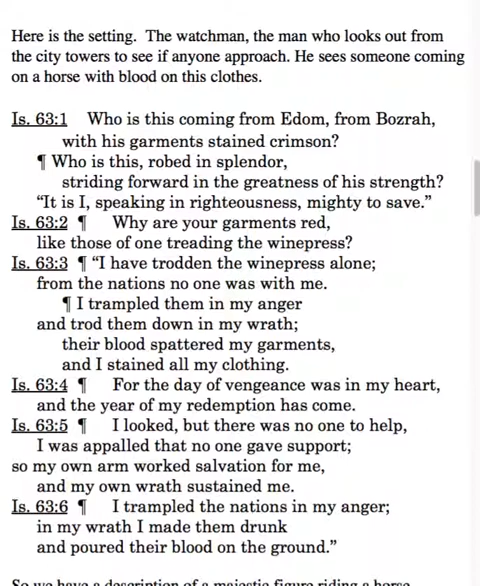 Here is the setting.  The watchman, the man who looks out from
the city towers to see if anyone approach. He sees someone coming
on a horse with blood on this clothes.
Is. 63:1 Who is this coming from Edom, from Bozrah,
with his garments stained crimson?
¶ Who is this, robed in splendor,
striding forward in the greatness of his strength?
“It is I, speaking in righteousness, mighty to save.”
Is. 63:2 ¶ Why are your garments red,
like those of one treading the winepress?
Is. 63:3 ¶ “I have trodden the winepress alone;
from the nations no one was with me.
¶ I trampled them in my anger
and trod them down in my wrath;
their blood spattered my garments,
and I stained all my clothing.
Is. 63:4 ¶ For the day of vengeance was in my heart,
and the year of my redemption has come.
Is. 63:5 ¶ I looked, but there was no one to help,
I was appalled that no one gave support;
so my own arm worked salvation for me,
and my own wrath sustained me.
Is. 63:6 ¶ I trampled the nations in my anger;
in my wrath I made them drunk
and poured their blood on the ground.”
So we have a description of a majestic figure riding a horse